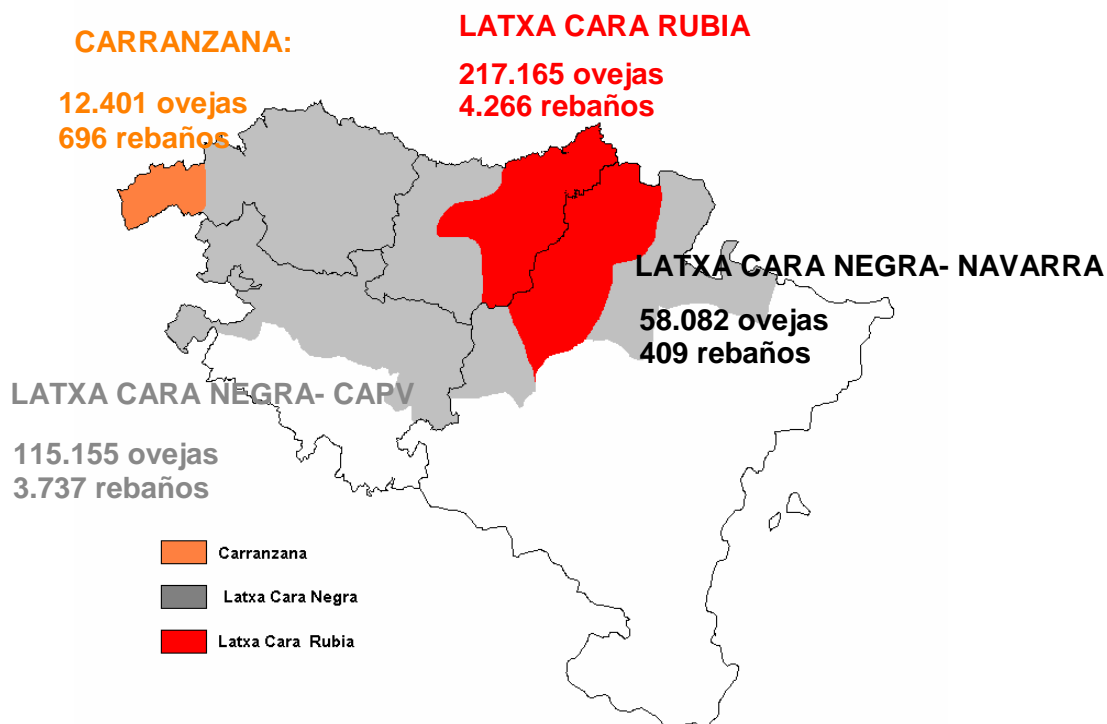 CARRANZANA:
12.401 ovejas
696 rebaños
LATXA CARA RUBIA
217.165 ovejas
4.266 rebaños
LATXA CARA NEGRA- NAVARRA
58.082 ovejas
409 rebaños
LATXA CARA NEGRA- CAPV
115.155 ovejas
3.737 rebaños
Carranzana
Latxa Cara Negra
Latxa Cara Rubia